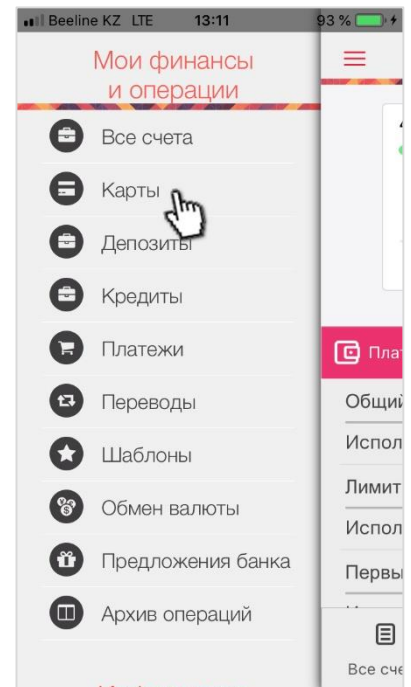 Beeline KZ LTE 13:11 93 %
Мои финансы
и операции
Все счета
Карты
Депозиты
Кредиты
Платежи
Переводы
Шаблоны
Обмен валюты
Предложения банка
Архив операций
Пла
Общий
Испол
Лимит
Испол
Первы
Все сче